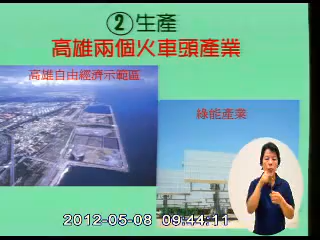 ②生產
高雄兩個火車頭產業
高雄自由經濟示範區
綠能產業
2012-05-08 09:44:11